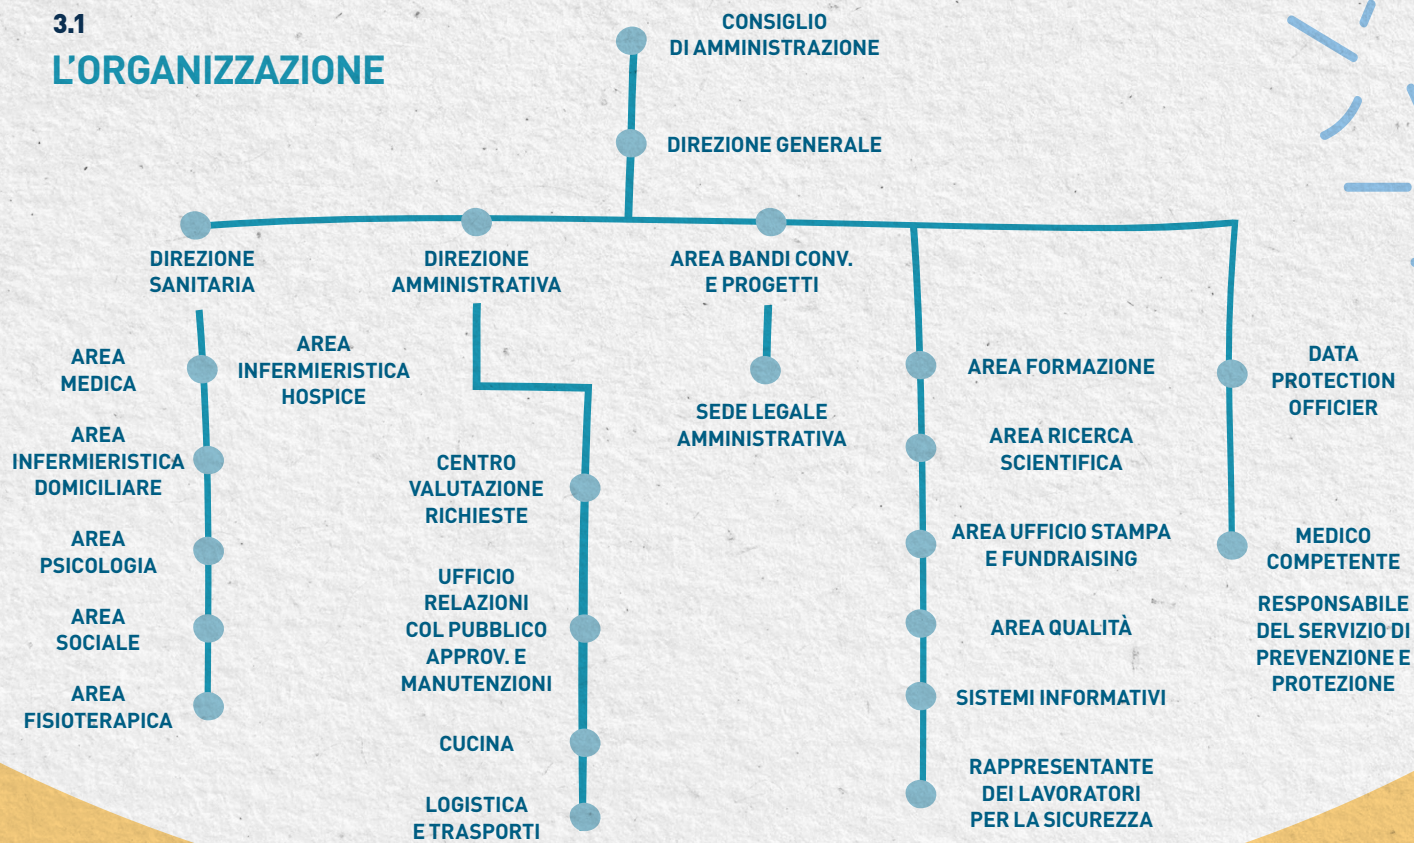 3.1
L'ORGANIZZAZIONE
CONSIGLIO
DI AMMINISTRAZIONE
DIREZIONE GENERALE
DIREZIONE
SANITARIA
AREA
MEDICA
AREA
INFERMIERISTICA
HOSPICE
AREA
INFERMIERISTICA
DOMICILIARE
AREA
PSICOLOGIA
AREA
SOCIALE
AREA
FISIOTERAPICA
DIREZIONE
AMMINISTRATIVA
CENTRO
VALUTAZIONE
RICHIESTE
UFFICIO
RELAZIONI
COL PUBBLICO
APPROV. E
MANUTENZIONI
CUCINA
LOGISTICA
E TRASPORTI
AREA BANDI CONV.
E PROGETTI
SEDE LEGALE
AMMINISTRATIVA
AREA FORMAZIONE
AREA RICERCA
SCIENTIFICA
AREA UFFICIO STAMPA
E FUNDRAISING
AREA QUALITÀ
SISTEMI INFORMATIVI
RAPPRESENTANTE
DEI LAVORATORI
PER LA SICUREZZA
DATA
PROTECTION
OFFICIER
MEDICO
COMPETENTE
RESPONSABILE
DEL SERVIZIO DI
PREVENZIONE E
PROTEZIONE